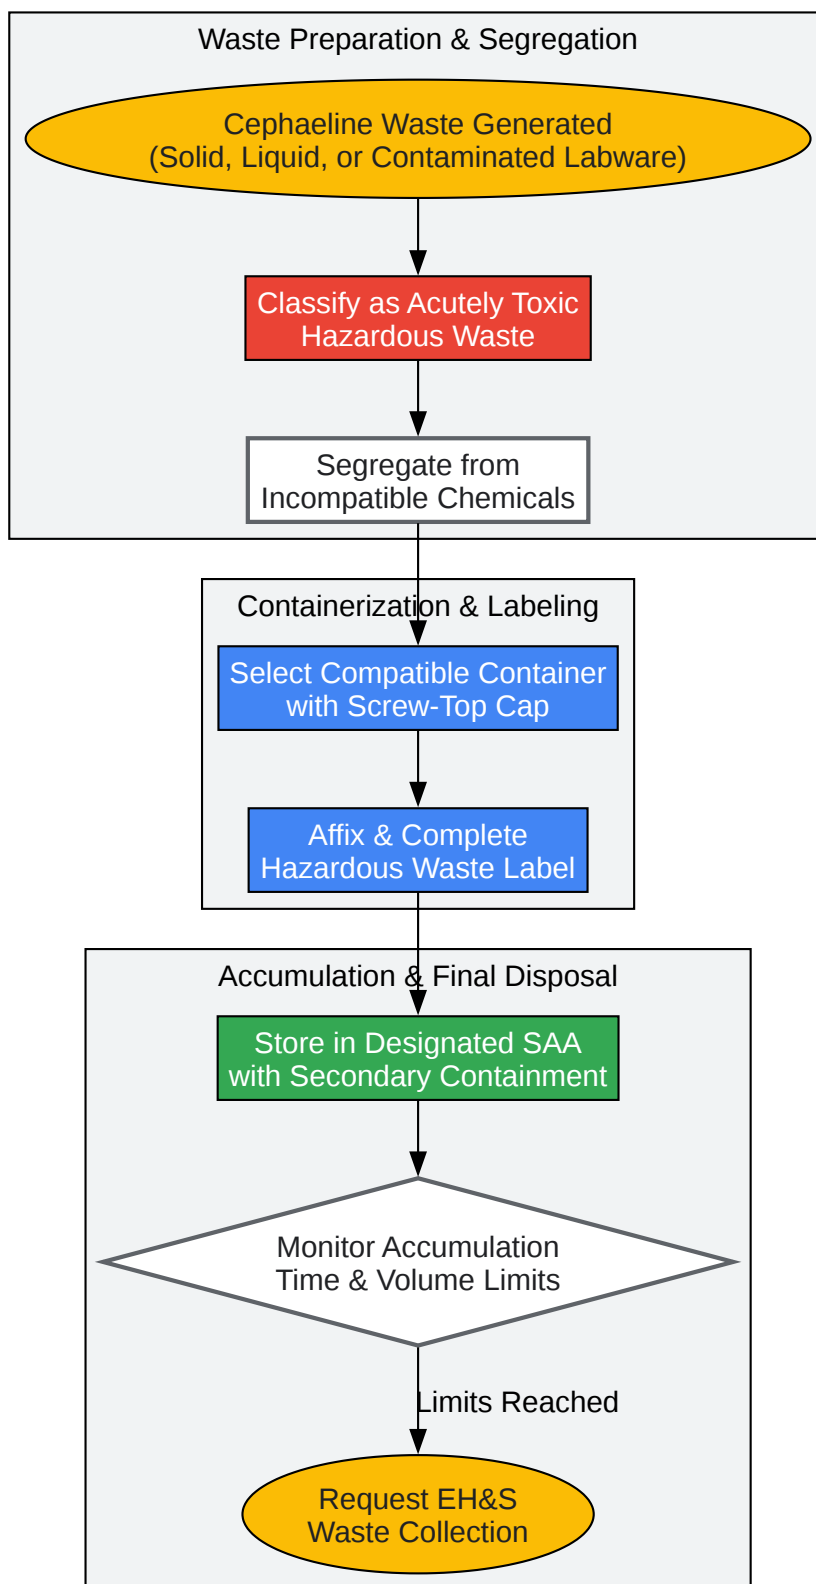 Waste Preparation & Segregation
Cephaeline Waste Generated
(Solid, Liquid, or Contaminated Labware)
Classify as Acutely Toxic
Hazardous Waste
Segregate from
Incompatible Chemicals
Containerization & Labeling
Select Compatible Container
with Screw-Top Cap
Affix & Complete
Hazardous Waste Label
Accumulation & Final Disposal
Store in Designated SAA
with Secondary Containment
Monitor Accumulation
Time & Volume Limits
Limits Reached
Request EH&S
Waste Collection